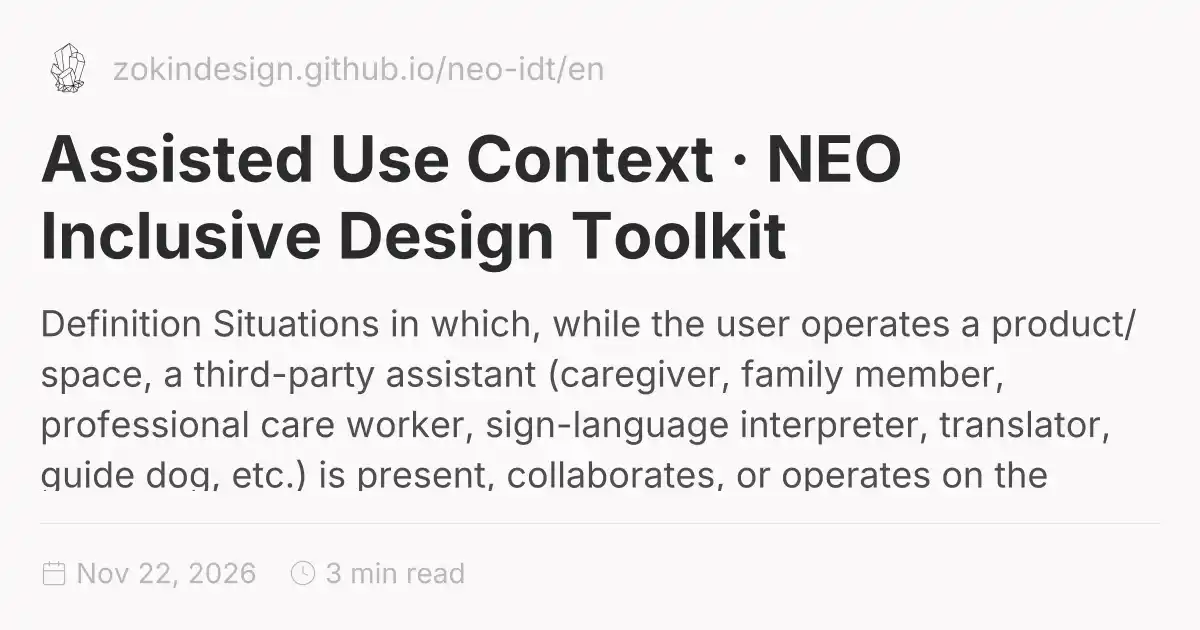 zokindesign.github.io/neo-idt/en
Assisted Use Context · NEO
Inclusive Design Toolkit
Definition Situations in which, while the user operates a product/
space, a third-party assistant (caregiver, family member,
professional care worker, sign-language interpreter, translator,
guide dog, etc.) is present, collaborates, or operates on the
Nov 22, 2026
3 min read